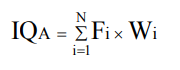 IQA = N∑i=1 Fi × Wi